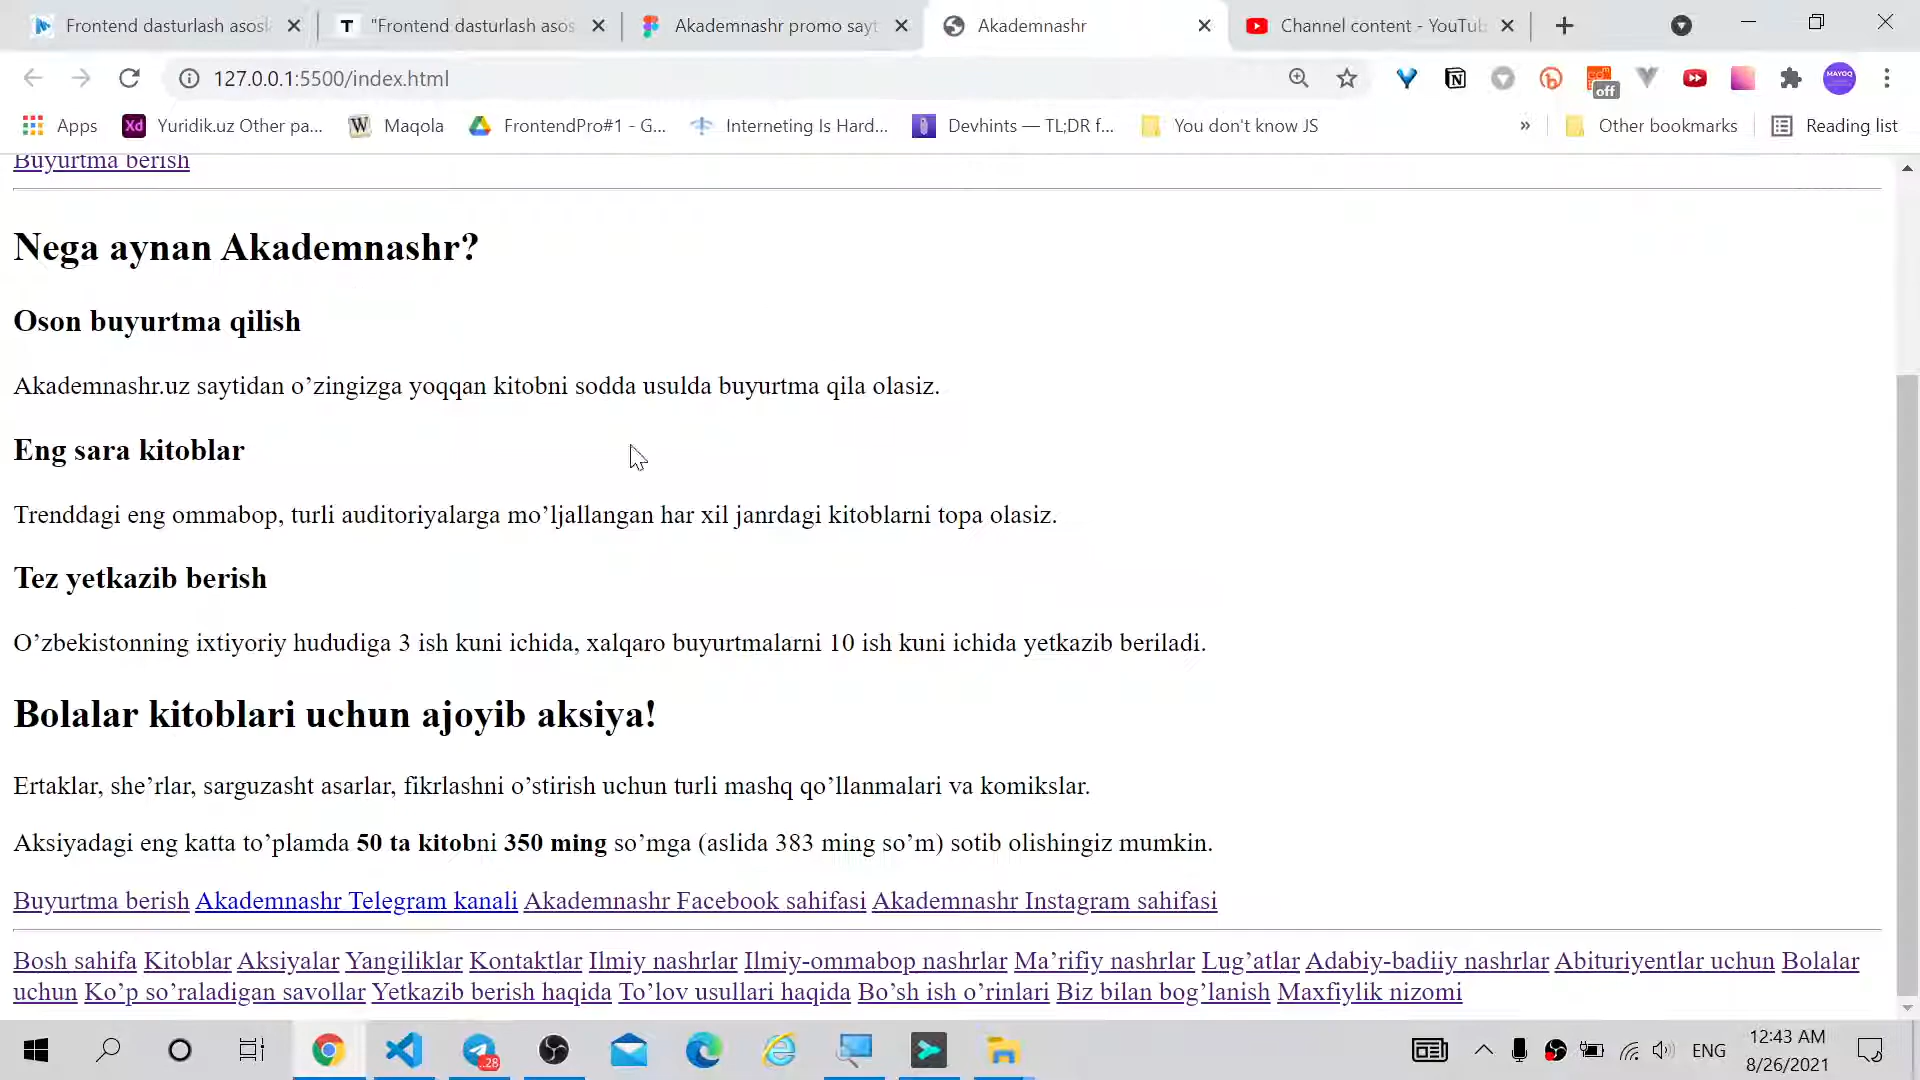 Frontend dasturlash asosl
"Frontend dasturlash asos
Akademnashr promo sayt
Akademnashr
Channel content - YouTub
127.0.0.1:5500/index.html
off
MAYOQ
Apps
Yuridik.uz Other pa...
Maqola
FrontendPro#1 - G...
Interneting Is Hard...
Devhints — TL;DR f...
You don't know JS
»
Other bookmarks
Reading list
Buyurtma berish
Nega aynan Akademnashr?
Oson buyurtma qilish
Akademnashr.uz saytidan o’zingizga yoqqan kitobni sodda usulda buyurtma qila olasiz.
Eng sara kitoblar
Trenddagi eng ommabop, turli auditoriyalarga mo’ljallangan har xil janrdagi kitoblarni topa olasiz.
Tez yetkazib berish
O’zbekistonning ixtiyoriy hududiga 3 ish kuni ichida, xalqaro buyurtmalarni 10 ish kuni ichida yetkazib beriladi.
Bolalar kitoblari uchun ajoyib aksiya!
Ertaklar, she’rlar, sarguzasht asarlar, fikrlashni o’stirish uchun turli mashq qo’llanmalari va komikslar.
Aksiyadagi eng katta to’plamda 50 ta kitobni 350 ming so’mga (aslida 383 ming so’m) sotib olishingiz mumkin.
Buyurtma berish Akademnashr Telegram kanali Akademnashr Facebook sahifasi Akademnashr Instagram sahifasi
Bosh sahifa Kitoblar Aksiyalar Yangiliklar Kontaktlar Ilmiy nashrlar Ilmiy-ommabop nashrlar Ma’rifiy nashrlar Lug’atlar Adabiy-badiiy nashrlar Abituriyentlar uchun Bolalar
uchun Ko’p so’raladigan savollar Yetkazib berish haqida To’lov usullari haqida Bo’sh ish o’rinlari Biz bilan bog’lanish Maxfiylik nizomi
28
ENG
12:43 AM
8/26/2021